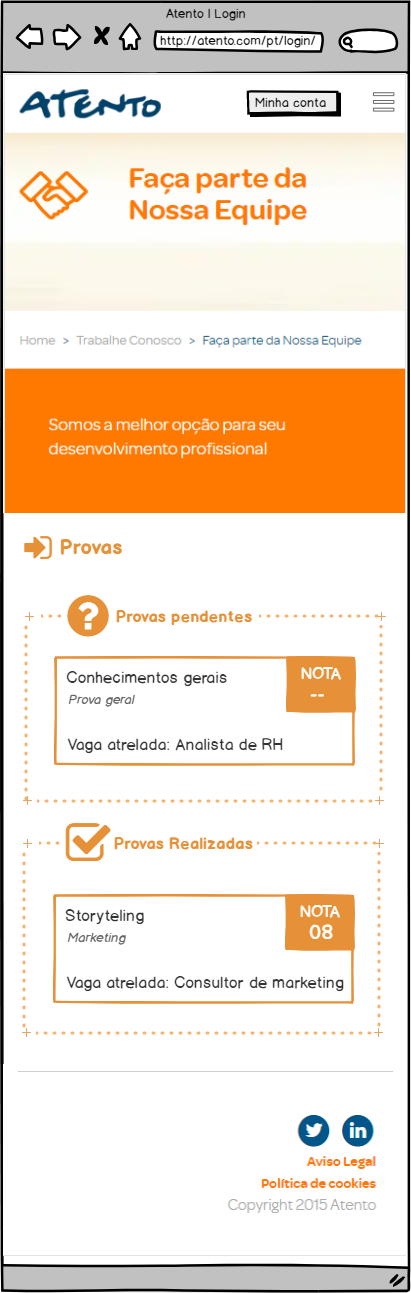 Atento | Login
http://atento.com/pt/login/
ATENTO
Minha conta
Faça parte da
Nossa Equipe
Home > Trabalhe Conosco > Faça parte da Nossa Equipe
Somos a melhor opção para seu
desenvolvimento profissional
Provas
? Provas pendentes
Conhecimentos gerais
NOTA
--
Prova geral
Vaga atrelada: Analista de RH
Provas Realizadas
Storyteling
NOTA
08
Marketing
Vaga atrelada: Consultor de marketing
in
Aviso Legal
Política de cookies
Copyright 2015 Atento